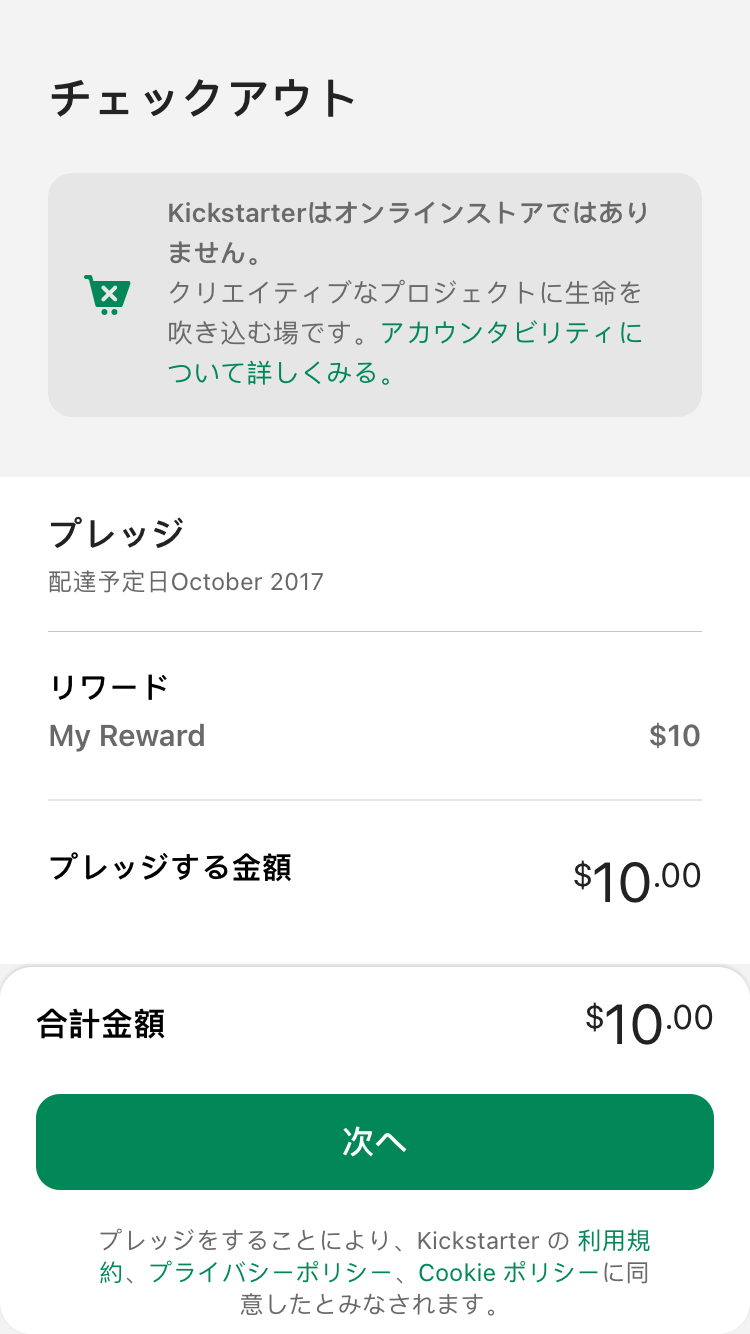 チェックアウト
Kickstarterはオンラインストアではあり
ません。
クリエイティブなプロジェクトに生命を
吹き込む場です。アカウンタビリティに
ついて詳しくみる。
プレッジ
配達予定日October 2017
リワード
My Reward $10
プレッジする金額 $10.00
合計金額 $10.00
次へ
プレッジをすることにより、Kickstarter の 利用規
約、プライバシーポリシー、Cookie ポリシーに同
意したとみなされます。